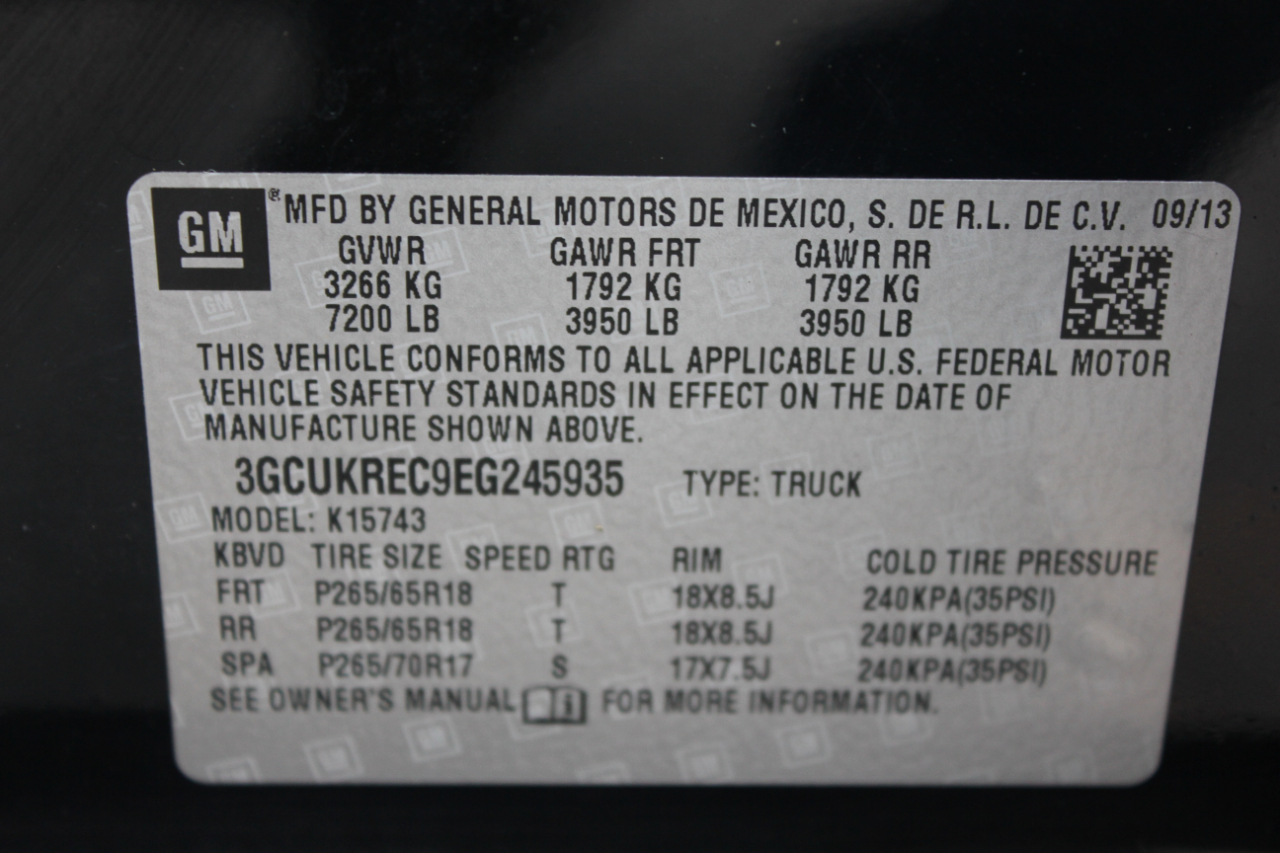 GM ® MFD BY GENERAL MOTORS DE MEXICO, S. DE R.L. DE C.V. 09/13
GVWR GAWR FRT GAWR RR
3266 KG 1792 KG 1792 KG
7200 LB 3950 LB 3950 LB
THIS VEHICLE CONFORMS TO ALL APPLICABLE U.S. FEDERAL MOTOR
VEHICLE SAFETY STANDARDS IN EFFECT ON THE DATE OF
MANUFACTURE SHOWN ABOVE.
3GCUKREC9EG245935 TYPE: TRUCK
MODEL: K15743
KBVD TIRE SIZE SPEED RTG RIM COLD TIRE PRESSURE
FRT P265/65R18 T 18X8.5J 240KPA(35PSI)
RR P265/65R18 T 18X8.5J 240KPA(35PSI)
SPA P265/70R17 S 17X7.5J 240KPA(35PSI)
SEE OWNER'S MANUAL FOR MORE INFORMATION.